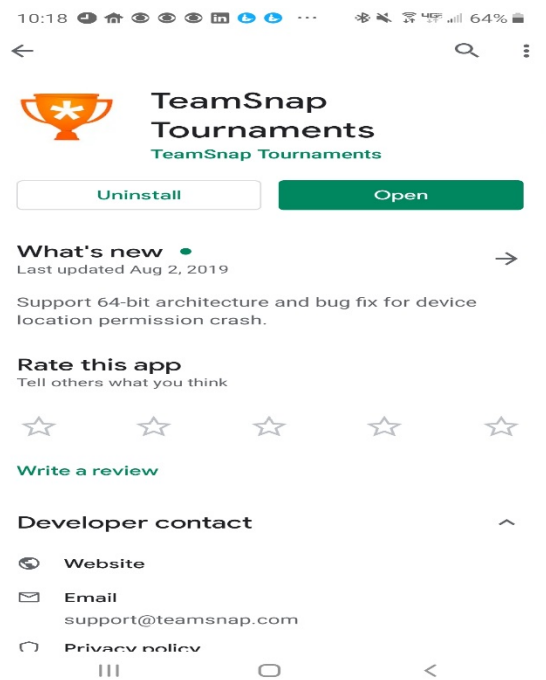 10:18
64%
TeamSnap
Tournaments
TeamSnap Tournaments
Uninstall
Open
What's new
Last updated Aug 2, 2019
Support 64-bit architecture and bug fix for device
location permission crash.
Rate this app
Tell others what you think
Write a review
Developer contact
Website
Email
support@teamsnap.com
Privacy policy